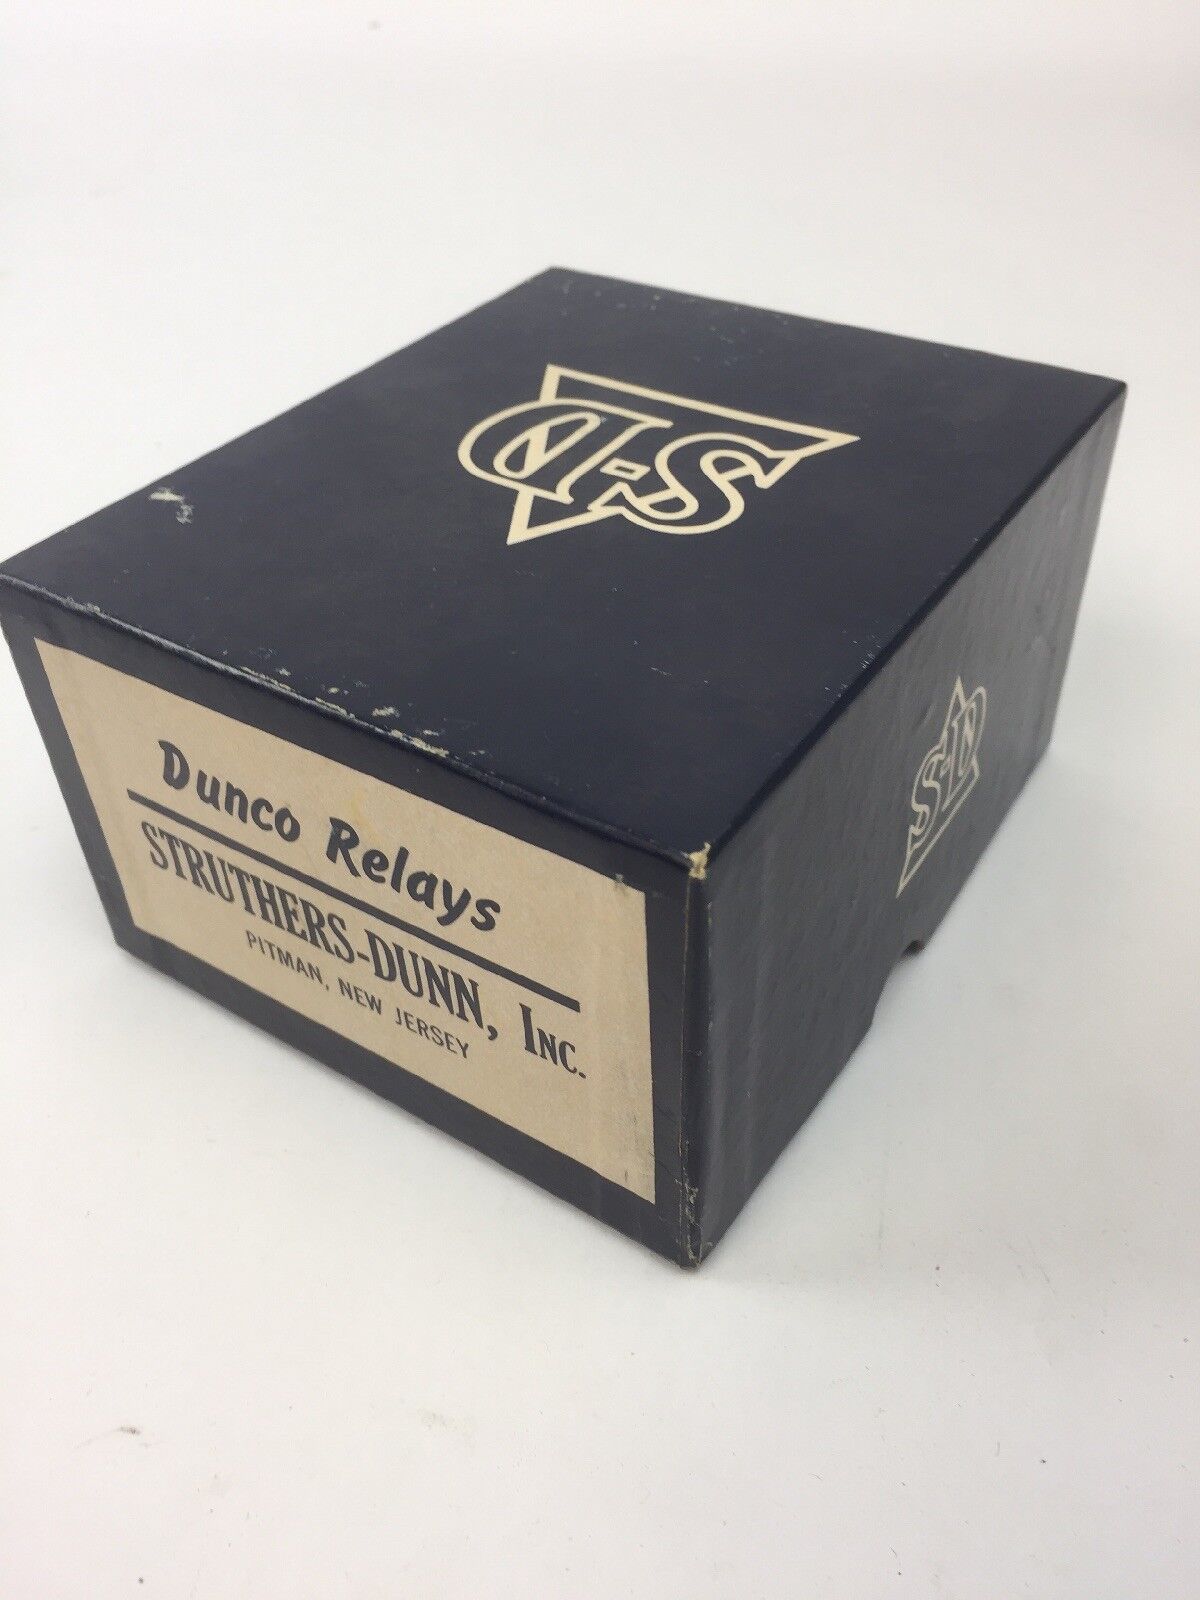 S-D
Dunco Relays
STRUTHERS-DUNN, INC.
PITMAN, NEW JERSEY
S-D